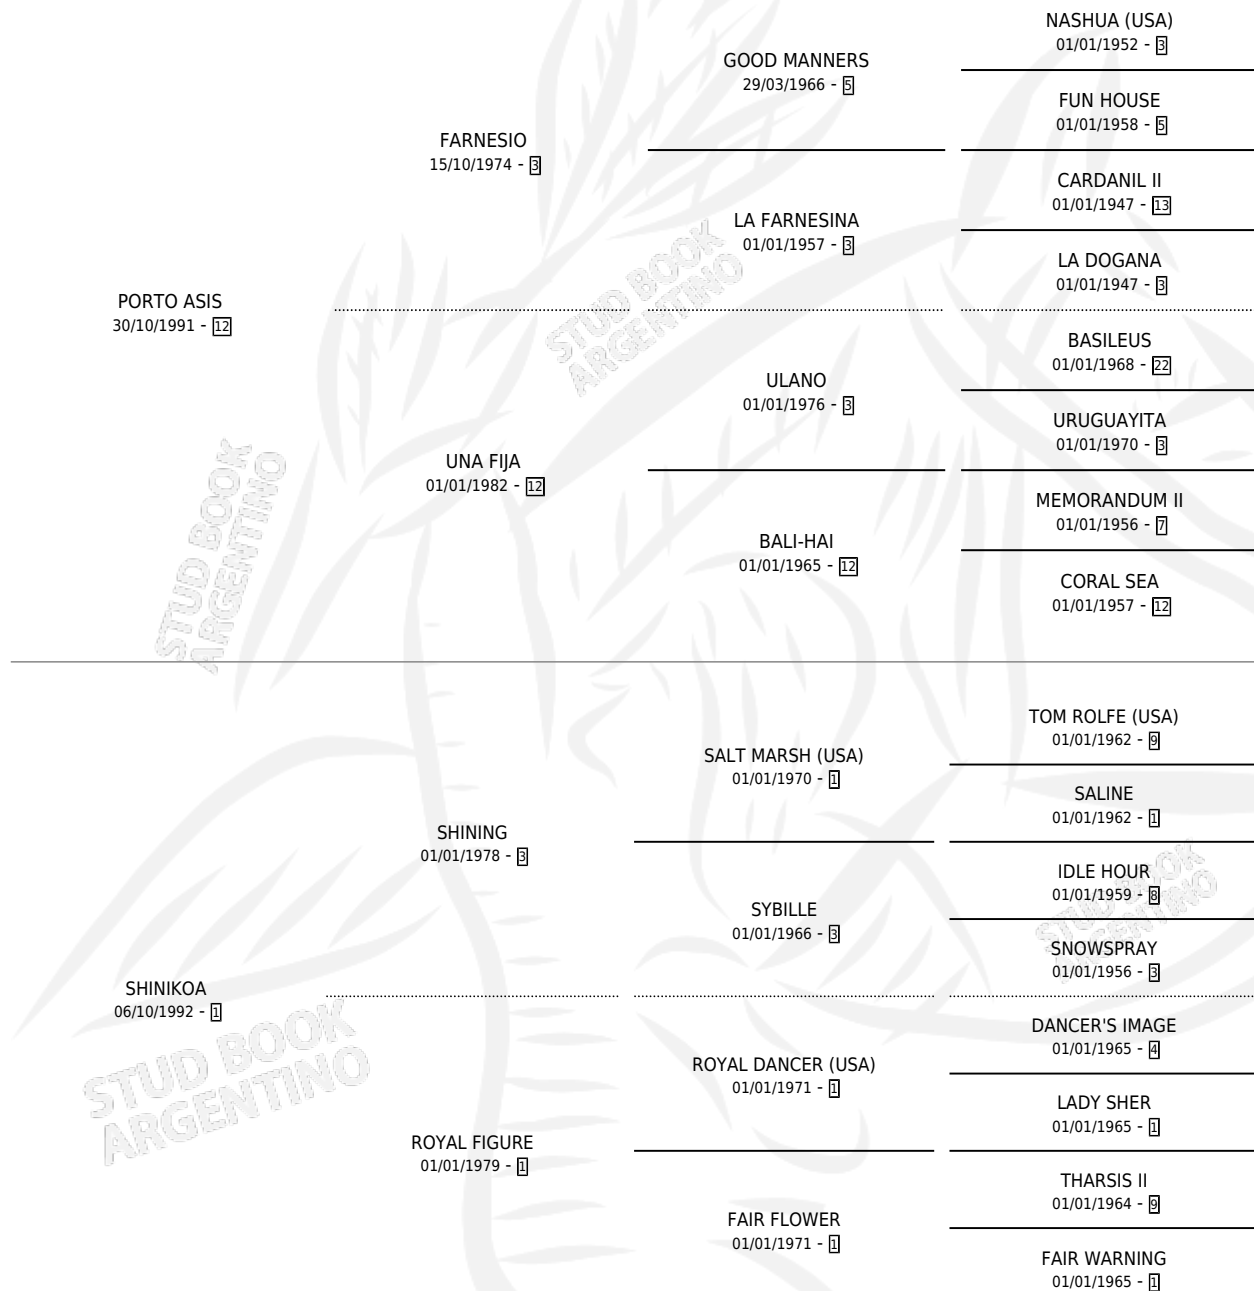 NASHUA (USA)
01/01/1952 - 3
GOOD MANNERS
29/03/1966 - 5
FUN HOUSE
01/01/1958 - 5
FARNESIO
15/10/1974 - 3
CARDANIL II
01/01/1947 - 13
LA FARNESINA
01/01/1957 - 3
LA DOGANA
01/01/1947 - 3
PORTO ASIS
30/10/1991 - 12
BASILEUS
01/01/1968 - 22
ULANO
01/01/1976 - 3
URUGUAYITA
01/01/1970 - 3
UNA FIJA
01/01/1982 - 12
MEMORANDUM II
01/01/1956 - 7
BALI-HAI
01/01/1965 - 12
CORAL SEA
01/01/1957 - 12
TOM ROLFE (USA)
01/01/1962 - 9
SALT MARSH (USA)
01/01/1970 - 1
SALINE
01/01/1962 - 1
SHINING
01/01/1978 - 3
IDLE HOUR
01/01/1959 - 8
SYBILLE
01/01/1966 - 3
SNOWSPRAY
01/01/1956 - 3
SHINIKOA
06/10/1992 - 1
DANCER'S IMAGE
01/01/1965 - 4
ROYAL DANCER (USA)
01/01/1971 - 1
LADY SHER
01/01/1965 - 1
ROYAL FIGURE
01/01/1979 - 1
THARSIS II
01/01/1964 - 9
FAIR FLOWER
01/01/1971 - 1
FAIR WARNING
01/01/1965 - 1
STUD BOOK
ARGENTINO
STUD BOOK
ARGENTINO
STUD BOOK
ARGENTINO
STUD BOOK
ARGENTINO